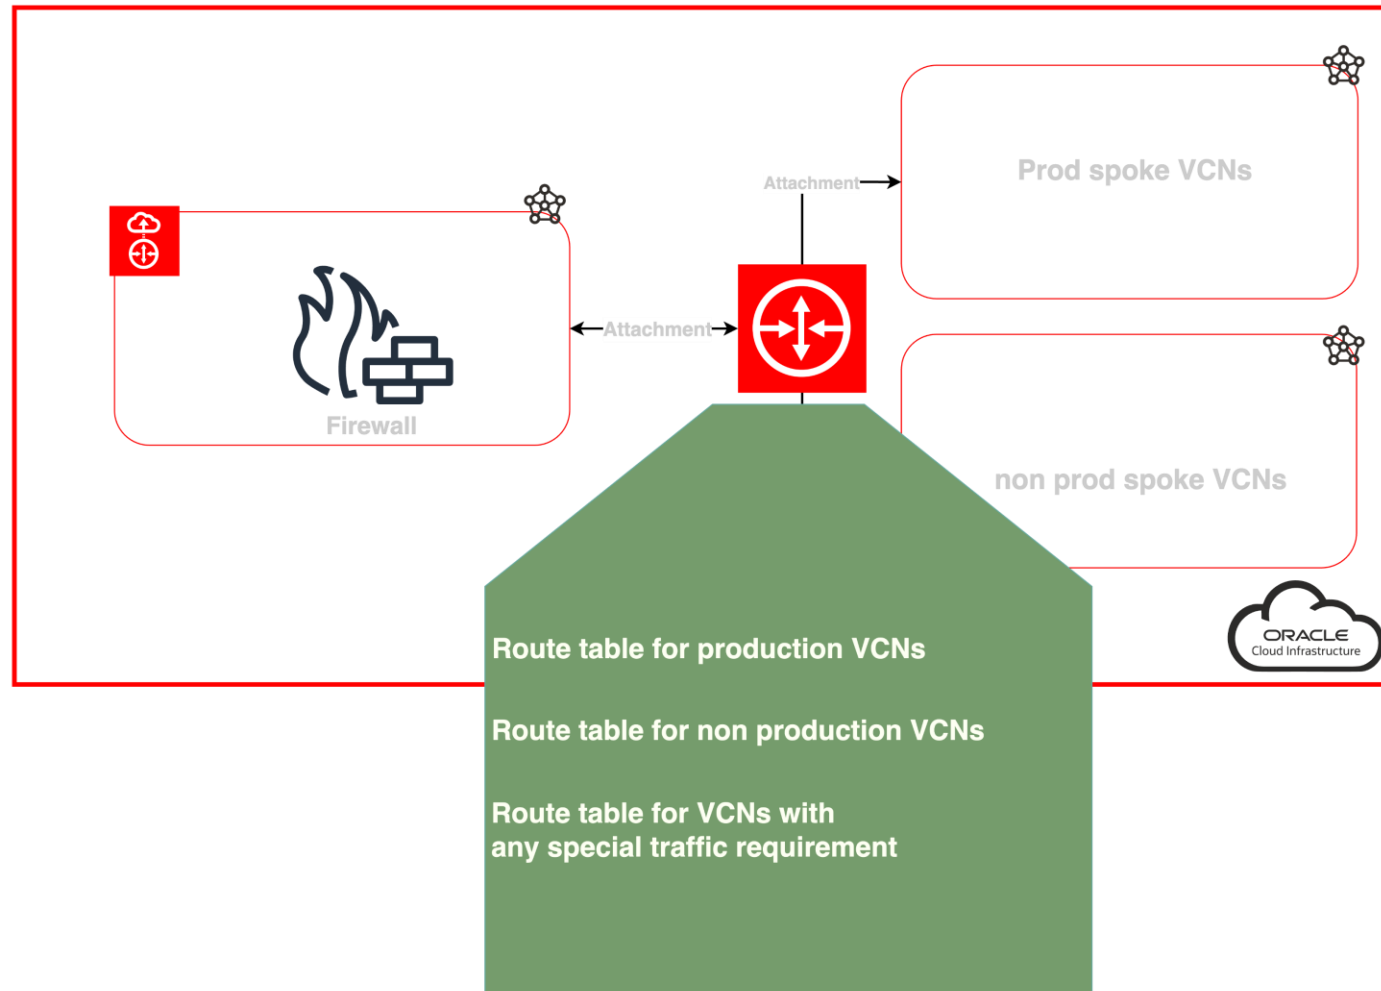 Prod spoke VCNs
Attachment
Attachment
Firewall
non prod spoke VCNs
ORACLE
Cloud Infrastructure
Route table for production VCNs
Route table for non production VCNs
Route table for VCNs with
any special traffic requirement